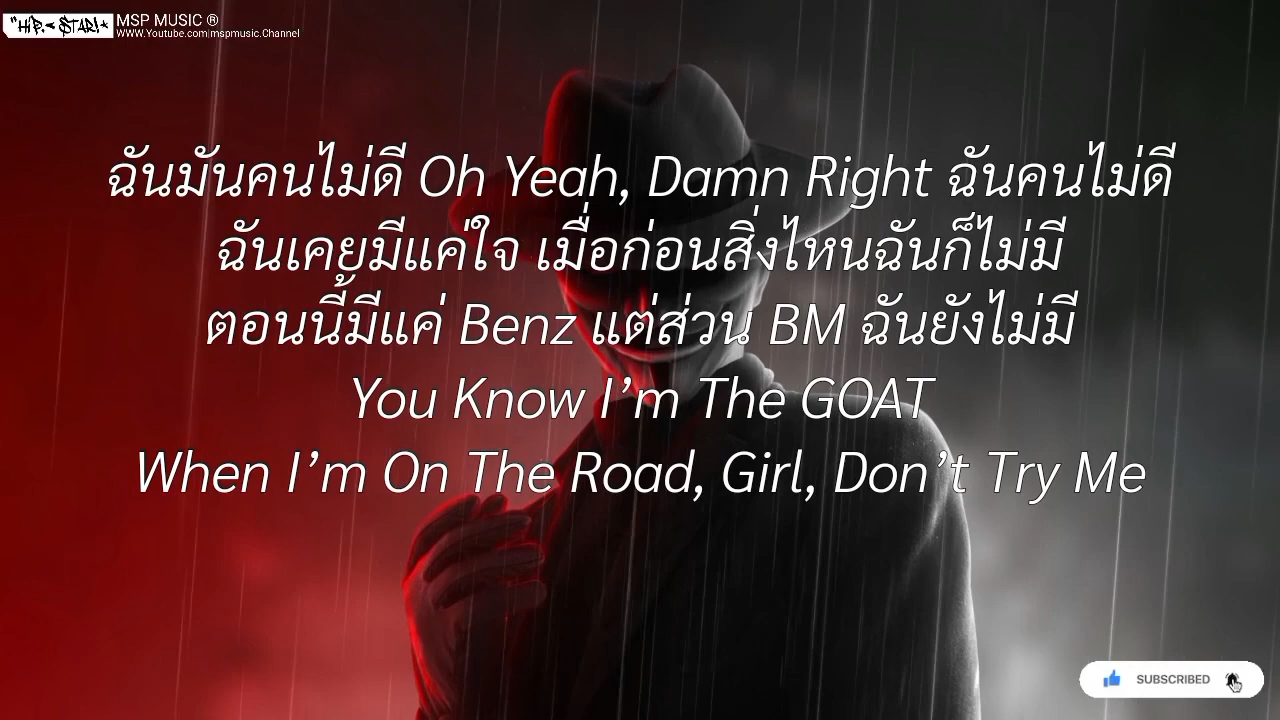 "HIP.< STAR!*
MSP MUSIC ®
WWW.Youtube.com|mspmusic.Channel
ฉันมันคนไม่ดี Oh Yeah, Damn Right ฉันคนไม่ดี
ฉันเคยมีแค่ใจ เมื่อก่อนสิ่งไหนฉันก็ไม่มี
ตอนนี้มีแค่ Benz แต่ส่วน BM ฉันยังไม่มี
You Know I’m The GOAT
When I’m On The Road, Girl, Don’t Try Me
SUBSCRIBED